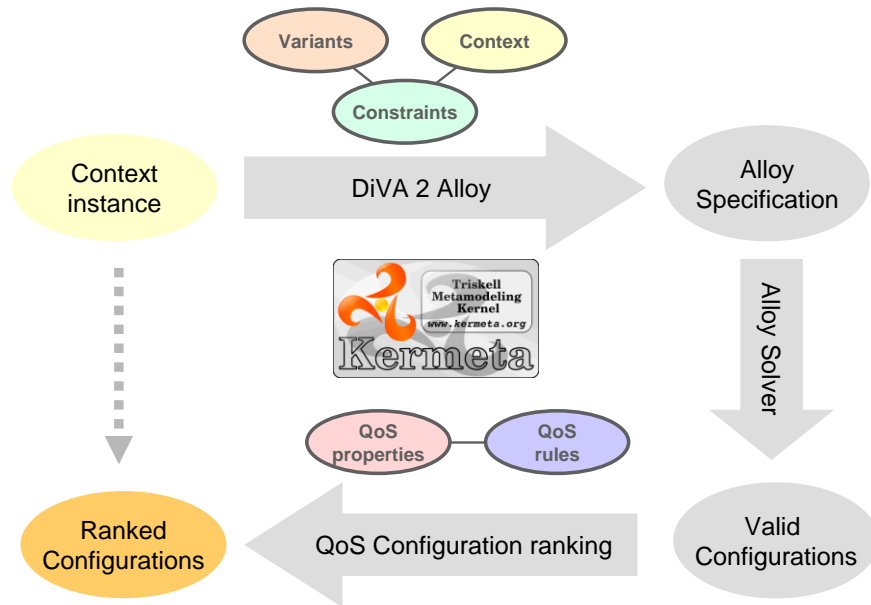 Variants
Context
Constraints
Context
instance
DiVA 2 Alloy
Alloy
Specification
Triskell
Metamodeling
Kernel
www.kermeta.org
Kermeta
Alloy Solver
QoS
properties
QoS
rules
Ranked
Configurations
QoS Configuration ranking
Valid
Configurations